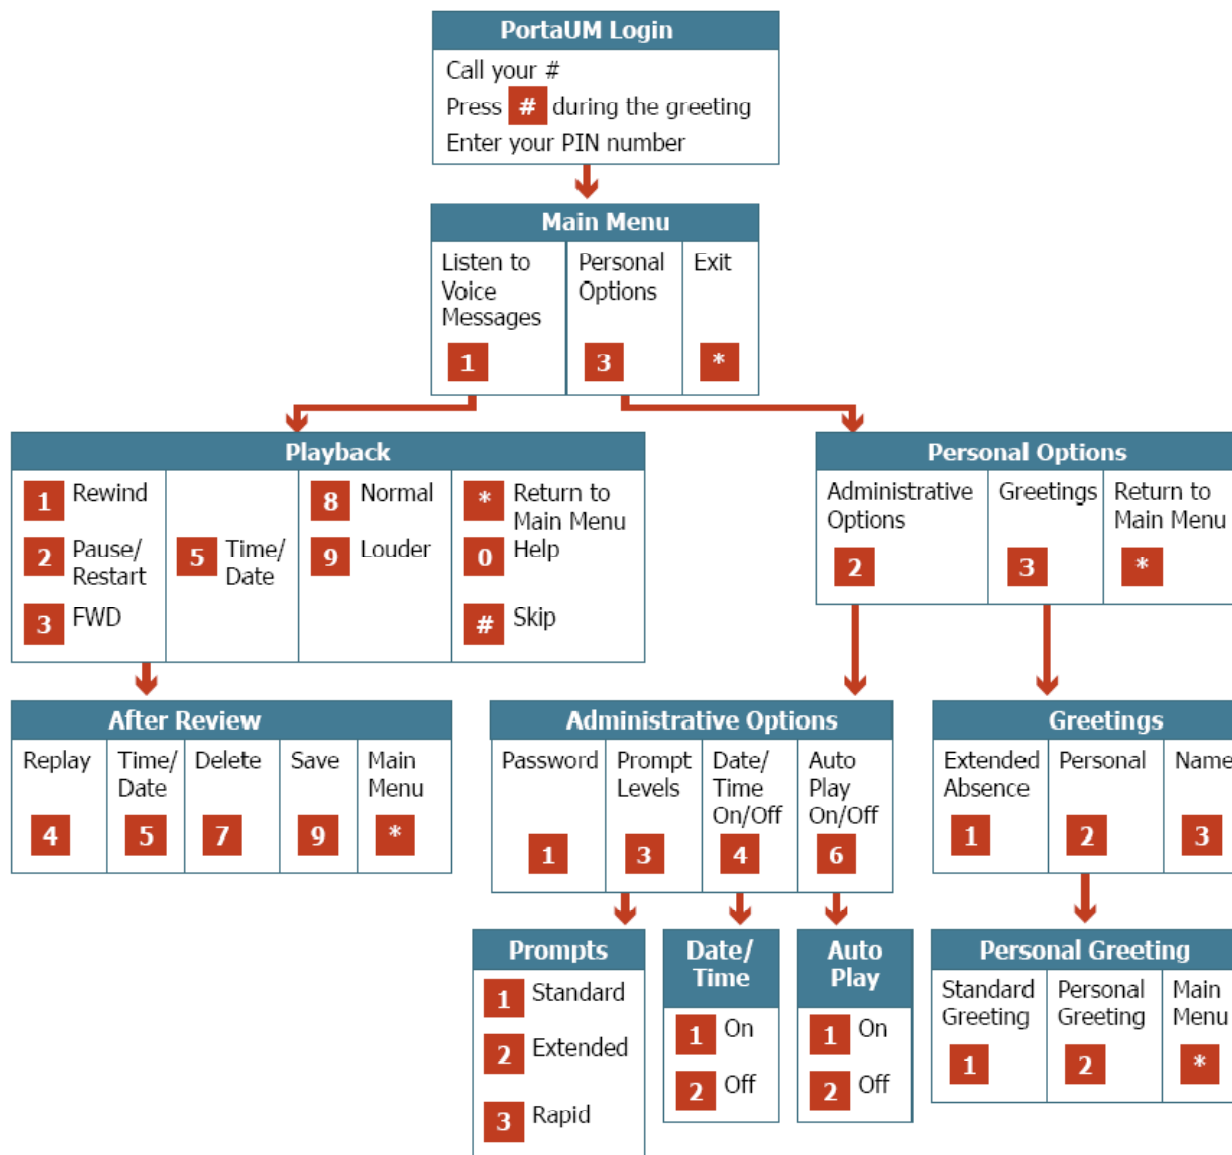 PortaUM Login
Call your #
Press # during the greeting
Enter your PIN number
Main Menu
Listen to
Voice
Messages
1
Personal
Options
3
Exit
*
Playback
1 Rewind
2 Pause/
Restart
3 FWD
5 Time/
Date
8 Normal
9 Louder
* Return to
Main Menu
0 Help
# Skip
Personal Options
Administrative
Options
2
Greetings
3
Return to
Main Menu
*
After Review
Replay
4
Time/
Date
5
Delete
7
Save
9
Main
Menu
*
Administrative Options
Password
1
Prompt
Levels
3
Date/
Time
On/Off
4
Auto
Play
On/Off
6
Greetings
Extended
Absence
1
Personal
2
Name
3
Prompts
1 Standard
2 Extended
3 Rapid
Date/
Time
1 On
2 Off
Auto
Play
1 On
2 Off
Personal Greeting
Standard
Greeting
1
Personal
Greeting
2
Main
Menu
*